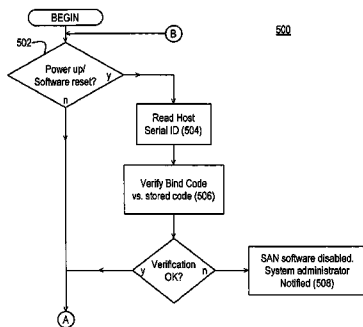 BEGIN
502
B
500
Power up/
Software reset?
y
n
Read Host
Serial ID (504)
Verify Bind Code
vs. stored code (506)
Verification
OK?
y
n
SAN software disabled.
System administrator
Notified (508)
A